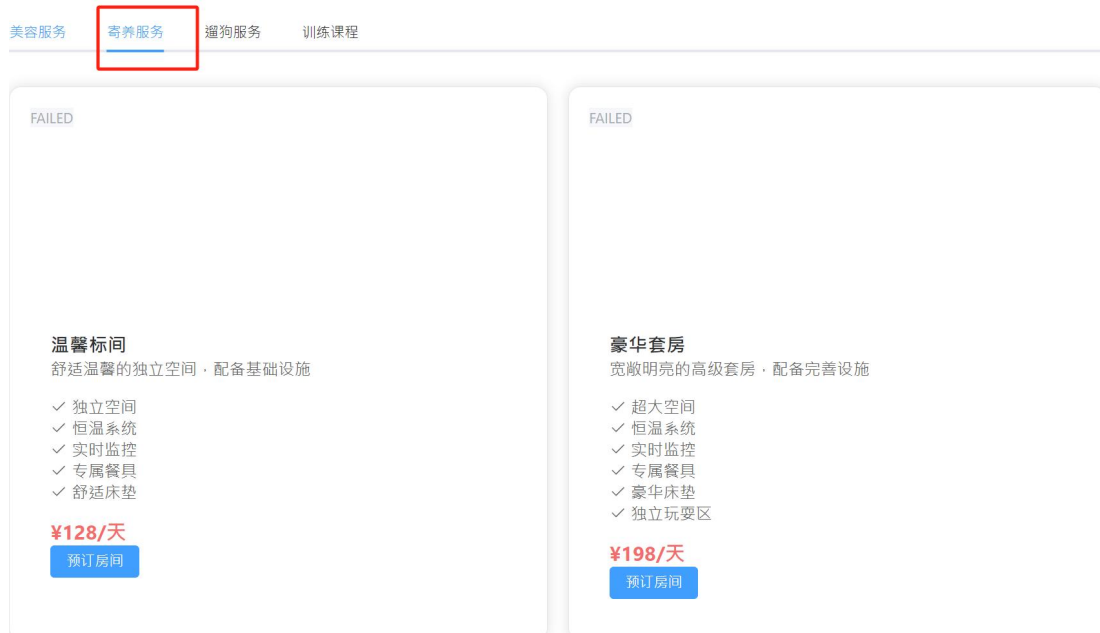 美容服务 寄养服务 遛狗服务 训练课程
FAILED
温馨标间
舒适温馨的独立空间，配备基础设施
独立空间
恒温系统
实时监控
专属餐具
舒适床垫
¥128/天
预订房间
FAILED
豪华套房
宽敞明亮的高级套房，配备完善设施
超大空间
恒温系统
实时监控
专属餐具
豪华床垫
独立玩耍区
¥198/天
预订房间